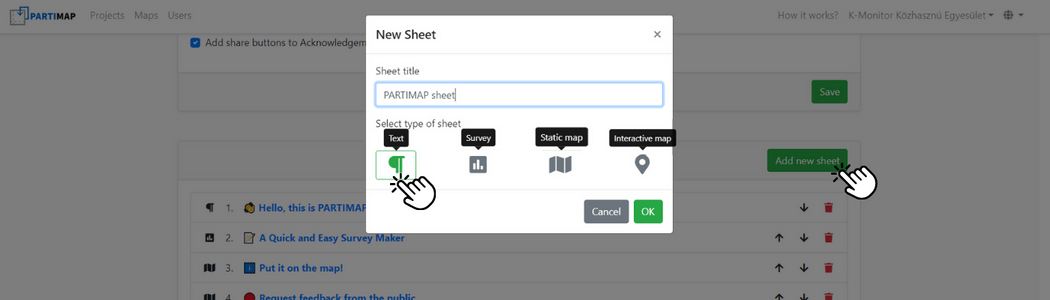 PARTIMAP Projects Maps Users How it works? K-Monitor Közhasznú Egyesület
Add share buttons to Acknowledgem
New Sheet ×
Sheet title
PARTIMAP sheet
Save
Select type of sheet
Text Survey Static map Interactive map
Add new sheet
Cancel OK
1. Hello, this is PARTIMAP
2. A Quick and Easy Survey Maker
3. Put it on the map!
4. Request feedback from the public